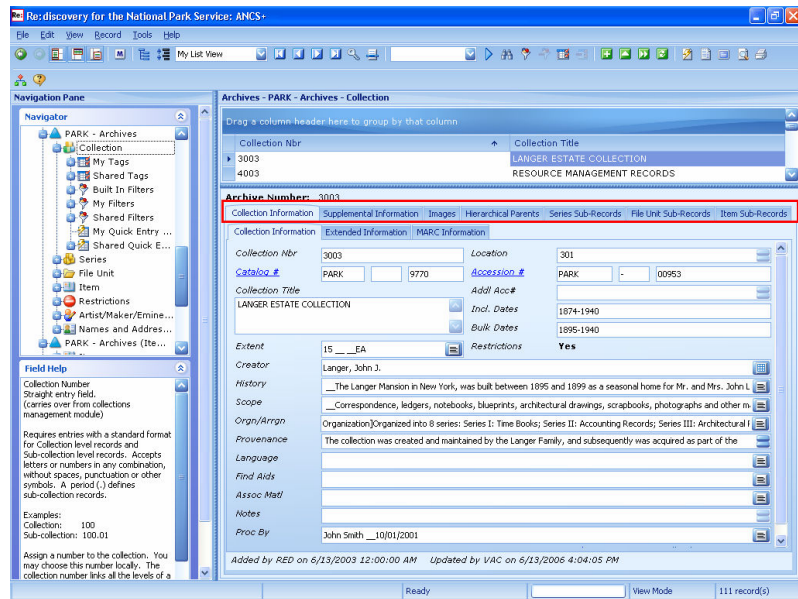 Re:discovery for the National Park Service: ANCS+
File Edit View Record Tools Help
My List View
Navigation Pane
Navigator
PARK - Archives
Collection
My Tags
Shared Tags
Built In Filters
My Filters
Shared Filters
My Quick Entry ...
Shared Quick E...
Series
File Unit
Item
Restrictions
Artist/Maker/Emine...
Names and Addres...
PARK - Archives (Ite...
Field Help
Collection Number
Straight entry field.
(carries over from collections
management module)
Requires entries with a standard format
for Collection level records and
Sub-collection level records. Accepts
letters or numbers in any combination,
without spaces, punctuation or other
symbols. A period (.) defines
sub-collection records.
Examples:
Collection: 100
Sub-collection: 100.01
Assign a number to the collection. You
may choose this number locally. The
collection number links all the levels of a
Archives - PARK - Archives - Collection
Drag a column header here to group by that column
Collection Nbr Collection Title
3003 LANGER ESTATE COLLECTION
4003 RESOURCE MANAGEMENT RECORDS
Archive Number: 3003
Collection Information Supplemental Information Images Hierarchical Parents Series Sub-Records File Unit Sub-Records Item Sub-Records
Collection Information Extended Information MARC Information
Collection Nbr 3003 Location 301
Catalog # PARK 9770 Accession # PARK - 00953
Collection Title Addl Acc#
LANGER ESTATE COLLECTION
Incl. Dates 1874-1940
Bulk Dates 1895-1940
Extent 15 __ __EA Restrictions Yes
Creator Langer, John J.
History __The Langer Mansion in New York, was built between 1895 and 1899 as a seasonal home for Mr. and Mrs. John L
Scope __Correspondence, ledgers, notebooks, blueprints, architectural drawings, scrapbooks, photographs and other m
Orgn/Arrgn Organization]Organized into 8 series: Series I: Time Books; Series II: Accounting Records; Series III: Architectural
Provenance The collection was created and maintained by the Langer Family, and subsequently was acquired as part of the
Language
Find Aids
Assoc Matl
Notes
Proc By John Smith __10/01/2001
Added by RED on 6/13/2003 12:00:00 AM Updated by VAC on 6/13/2006 4:04:05 PM
Ready View Mode 111 record(s)